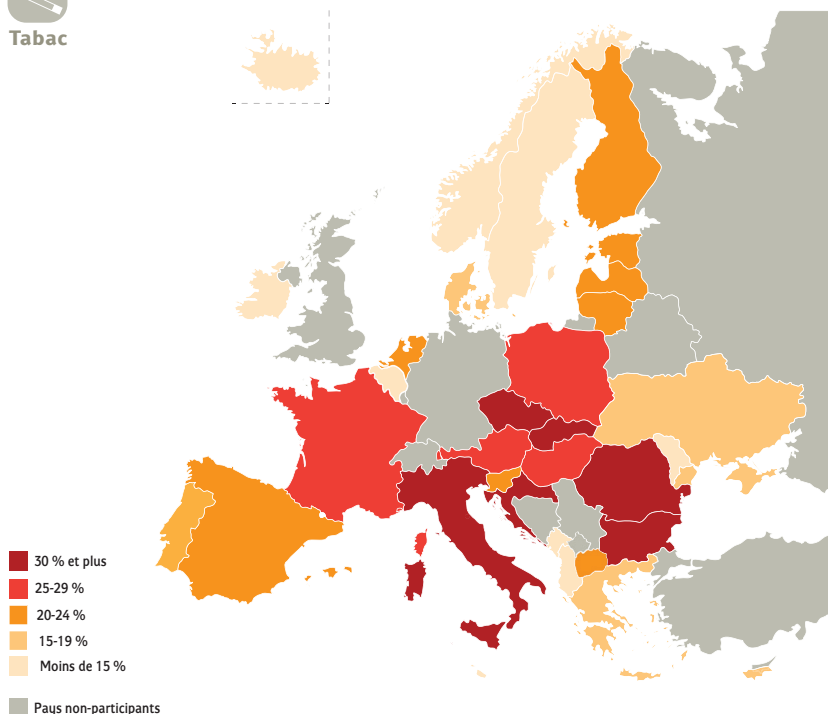 Tabac
30 % et plus
25-29 %
20-24 %
15-19 %
Moins de 15 %
Pays non-participants